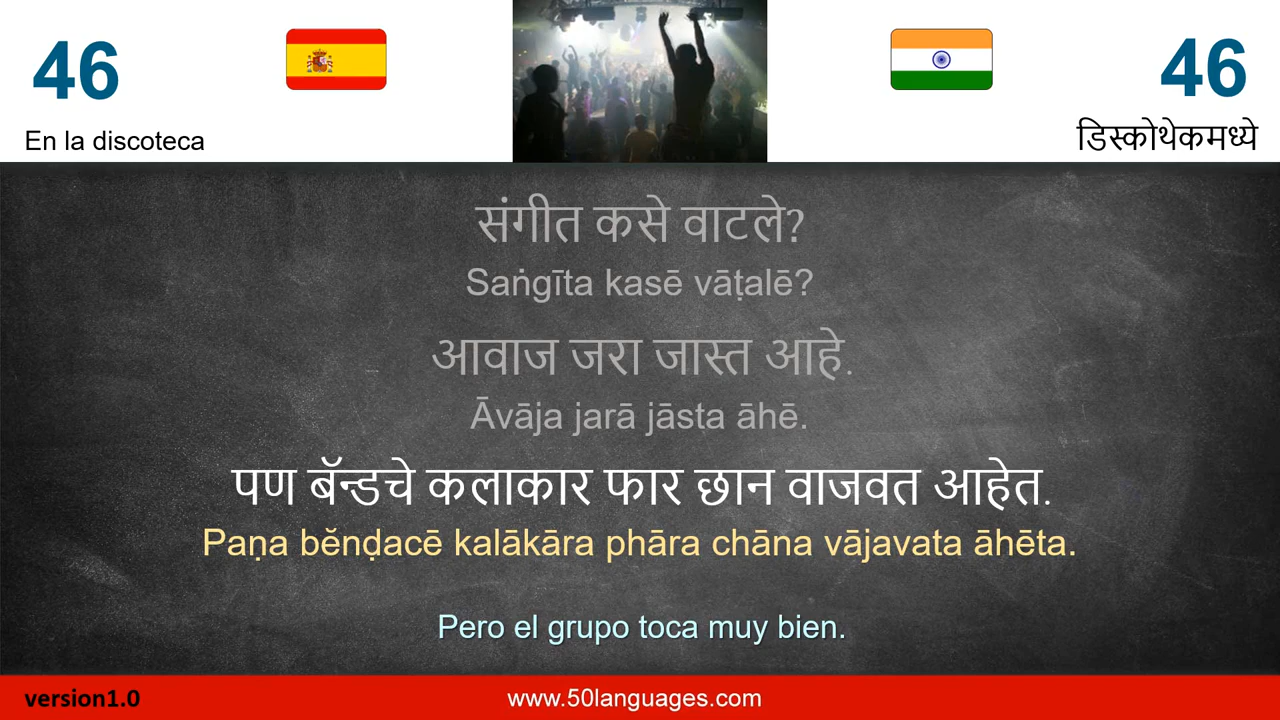 46
46
En la discoteca
डिस्कोथेकमध्ये
संगीत कसे वाटले?
Saṅgīta kasē vāṭalē?
आवाज जरा जास्त आहे.
Āvāja jarā jāsta āhē.
पण बॅन्डचे कलाकार फार छान वाजवत आहेत.
Paṇa bĕnḍacē kalākāra phāra chāna vājavata āhēta.
Pero el grupo toca muy bien.
version1.0
www.50languages.com